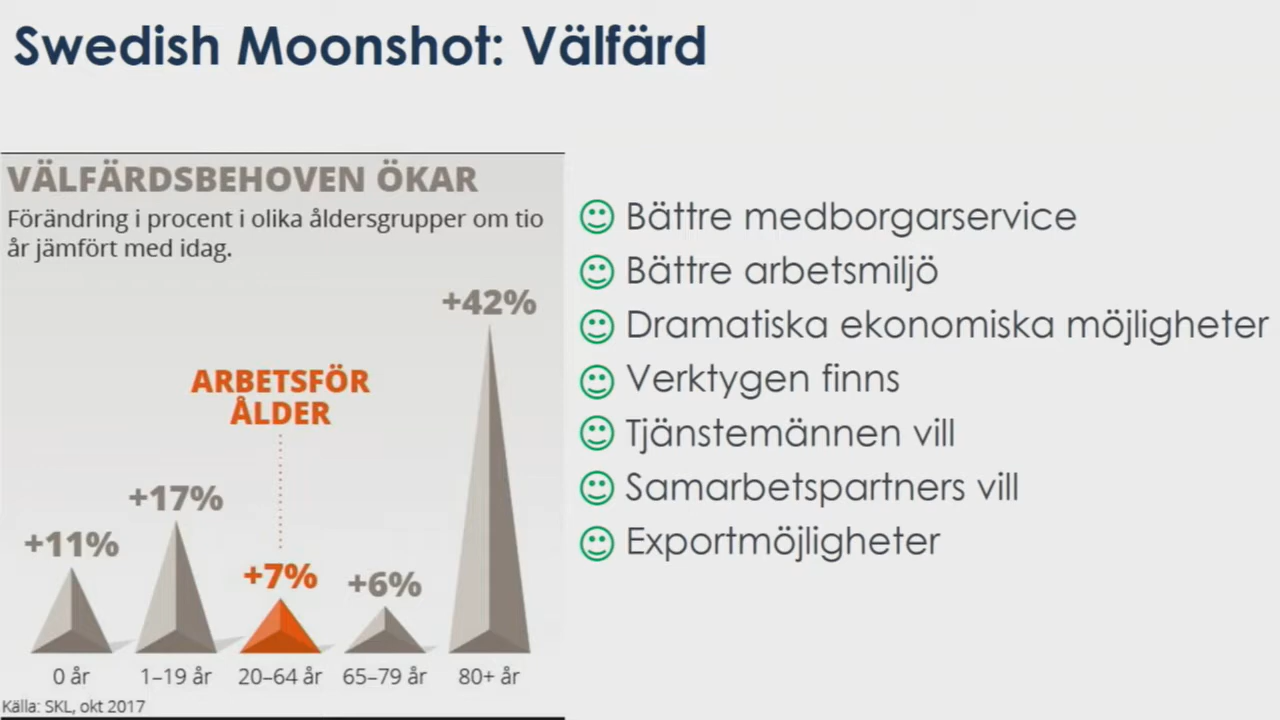 Swedish Moonshot: Välfärd
VÄLFÄRDSBEHOVEN ÖKAR
Förändring i procent i olika åldersgrupper om tio
år jämfört med idag.
+42%
ARBETSFÖR
ÅLDER
+17%
+11%
+7%
+6%
0 år
1–19 år
20–64 år
65–79 år
80+ år
Källa: SKL, okt 2017
Bättre medborgarservice
Bättre arbetsmiljö
Dramatiska ekonomiska möjligheter
Verktygen finns
Tjänstemännen vill
Samarbetspartners vill
Exportmöjligheter